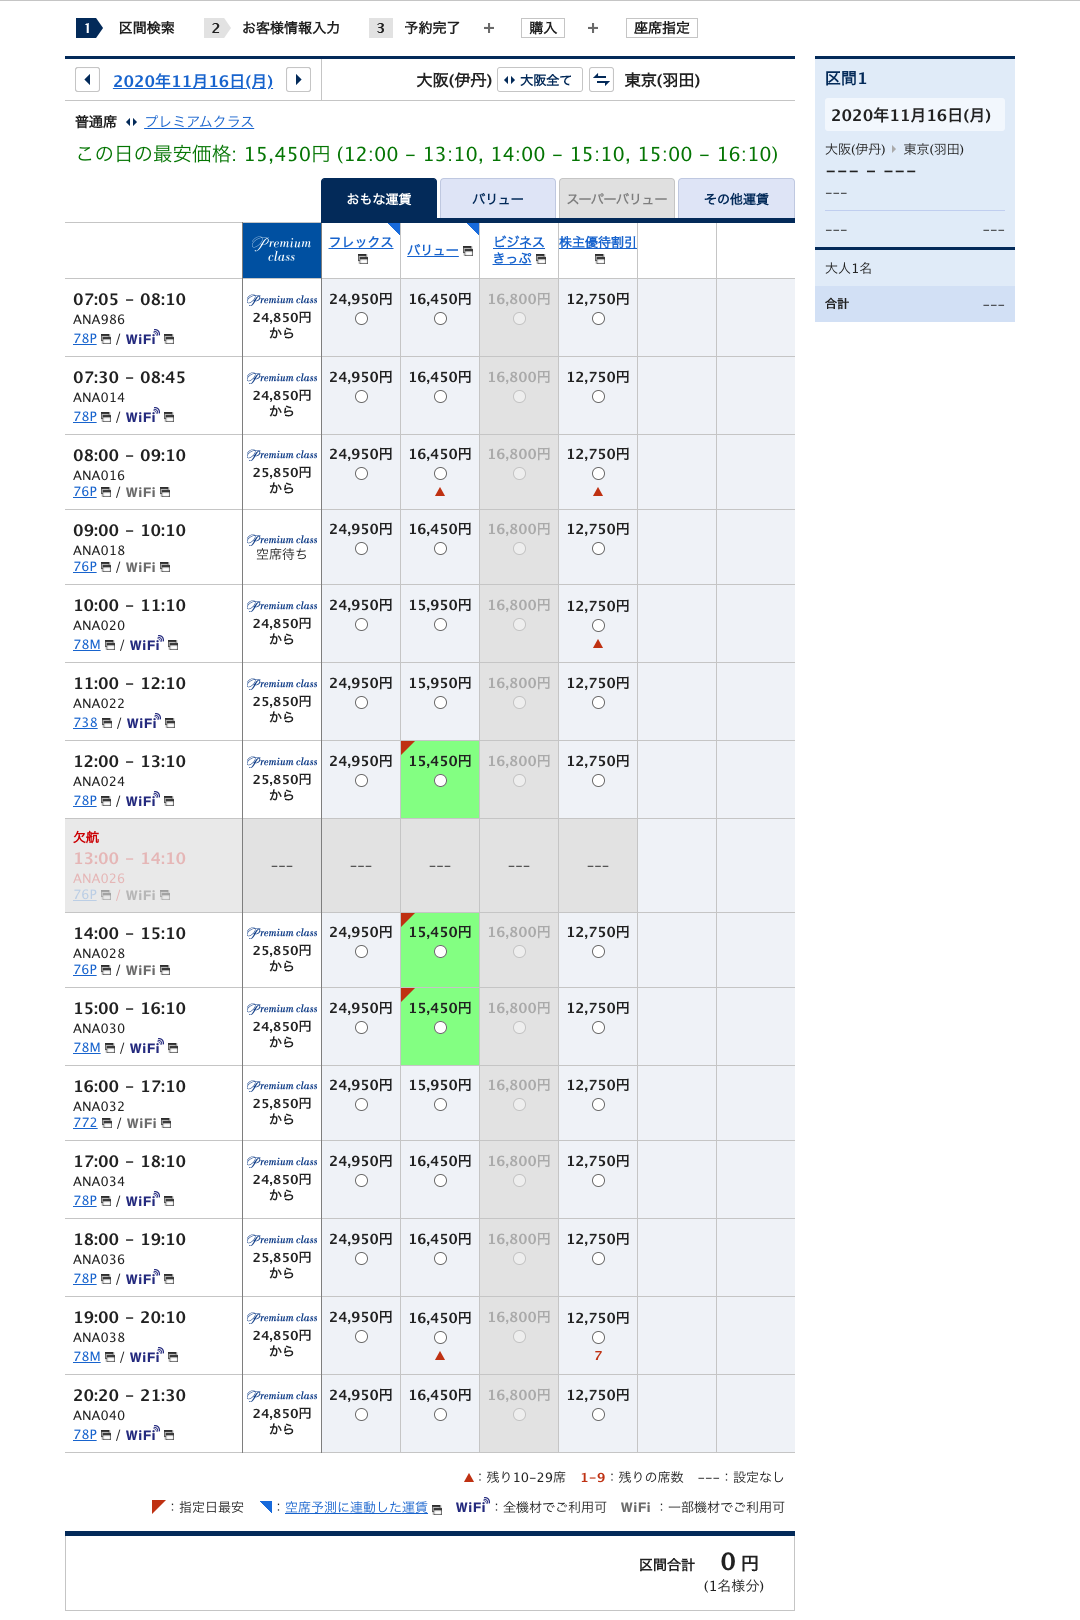 1 区間検索 2 お客様情報入力 3 予約完了 + 購入 + 座席指定
2020年11月16日(月) 大阪(伊丹) 大阪全て 東京(羽田)
普通席 プレミアムクラス
この日の最安価格: 15,450円 (12:00 – 13:10, 14:00 – 15:10, 15:00 – 16:10)
おもな運賃 バリュー スーパーバリュー その他運賃
Premium class フレックス バリュー ビジネスきっぷ 株主優待割引
07:05 – 08:10 Premium class 24,950円 16,450円 16,800円 12,750円
ANA986 24,850円
78P / WiFi から
07:30 – 08:45 Premium class 24,950円 16,450円 16,800円 12,750円
ANA014 24,850円
78P / WiFi から
08:00 – 09:10 Premium class 24,950円 16,450円 16,800円 12,750円
ANA016 25,850円
76P / WiFi から ▲ ▲
09:00 – 10:10 Premium class 24,950円 16,450円 16,800円 12,750円
ANA018 空席待ち
76P / WiFi
10:00 – 11:10 Premium class 24,950円 15,950円 16,800円 12,750円
ANA020 24,850円
78M / WiFi から ▲
11:00 – 12:10 Premium class 24,950円 15,950円 16,800円 12,750円
ANA022 25,850円
738 / WiFi から
12:00 – 13:10 Premium class 24,950円 15,450円 16,800円 12,750円
ANA024 25,850円
78P / WiFi から
欠航
13:00 – 14:10 --- --- --- --- ---
ANA026
76P / WiFi
14:00 – 15:10 Premium class 24,950円 15,450円 16,800円 12,750円
ANA028 25,850円
76P / WiFi から
15:00 – 16:10 Premium class 24,950円 15,450円 16,800円 12,750円
ANA030 24,850円
78M / WiFi から
16:00 – 17:10 Premium class 24,950円 15,950円 16,800円 12,750円
ANA032 25,850円
772 / WiFi から
17:00 – 18:10 Premium class 24,950円 16,450円 16,800円 12,750円
ANA034 24,850円
78P / WiFi から
18:00 – 19:10 Premium class 24,950円 16,450円 16,800円 12,750円
ANA036 25,850円
78P / WiFi から
19:00 – 20:10 Premium class 24,950円 16,450円 16,800円 12,750円
ANA038 24,850円
78M / WiFi から ▲ 7
20:20 – 21:30 Premium class 24,950円 16,450円 16,800円 12,750円
ANA040 24,850円
78P / WiFi から
▲：残り10-29席 1-9：残りの席数 ---：設定なし
：指定日最安 ：空席予測に連動した運賃 WiFi：全機材でご利用可 WiFi：一部機材でご利用可
区間合計 0 円
(1名様分)
区間1
2020年11月16日(月)
大阪(伊丹) 東京(羽田)
--- – ---
---
--- ---
大人1名
合計 ---